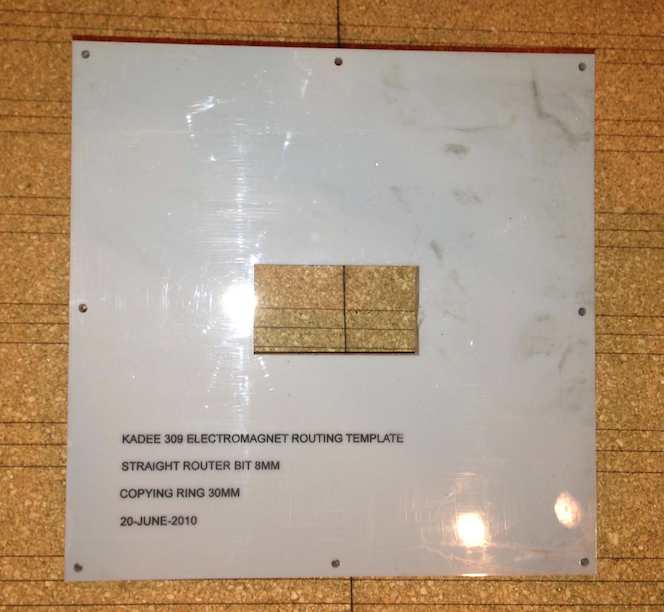 KADEE 309 ELECTROMAGNET ROUTING TEMPLATE
STRAIGHT ROUTER BIT 8MM
COPYING RING 30MM
20-JUNE-2010